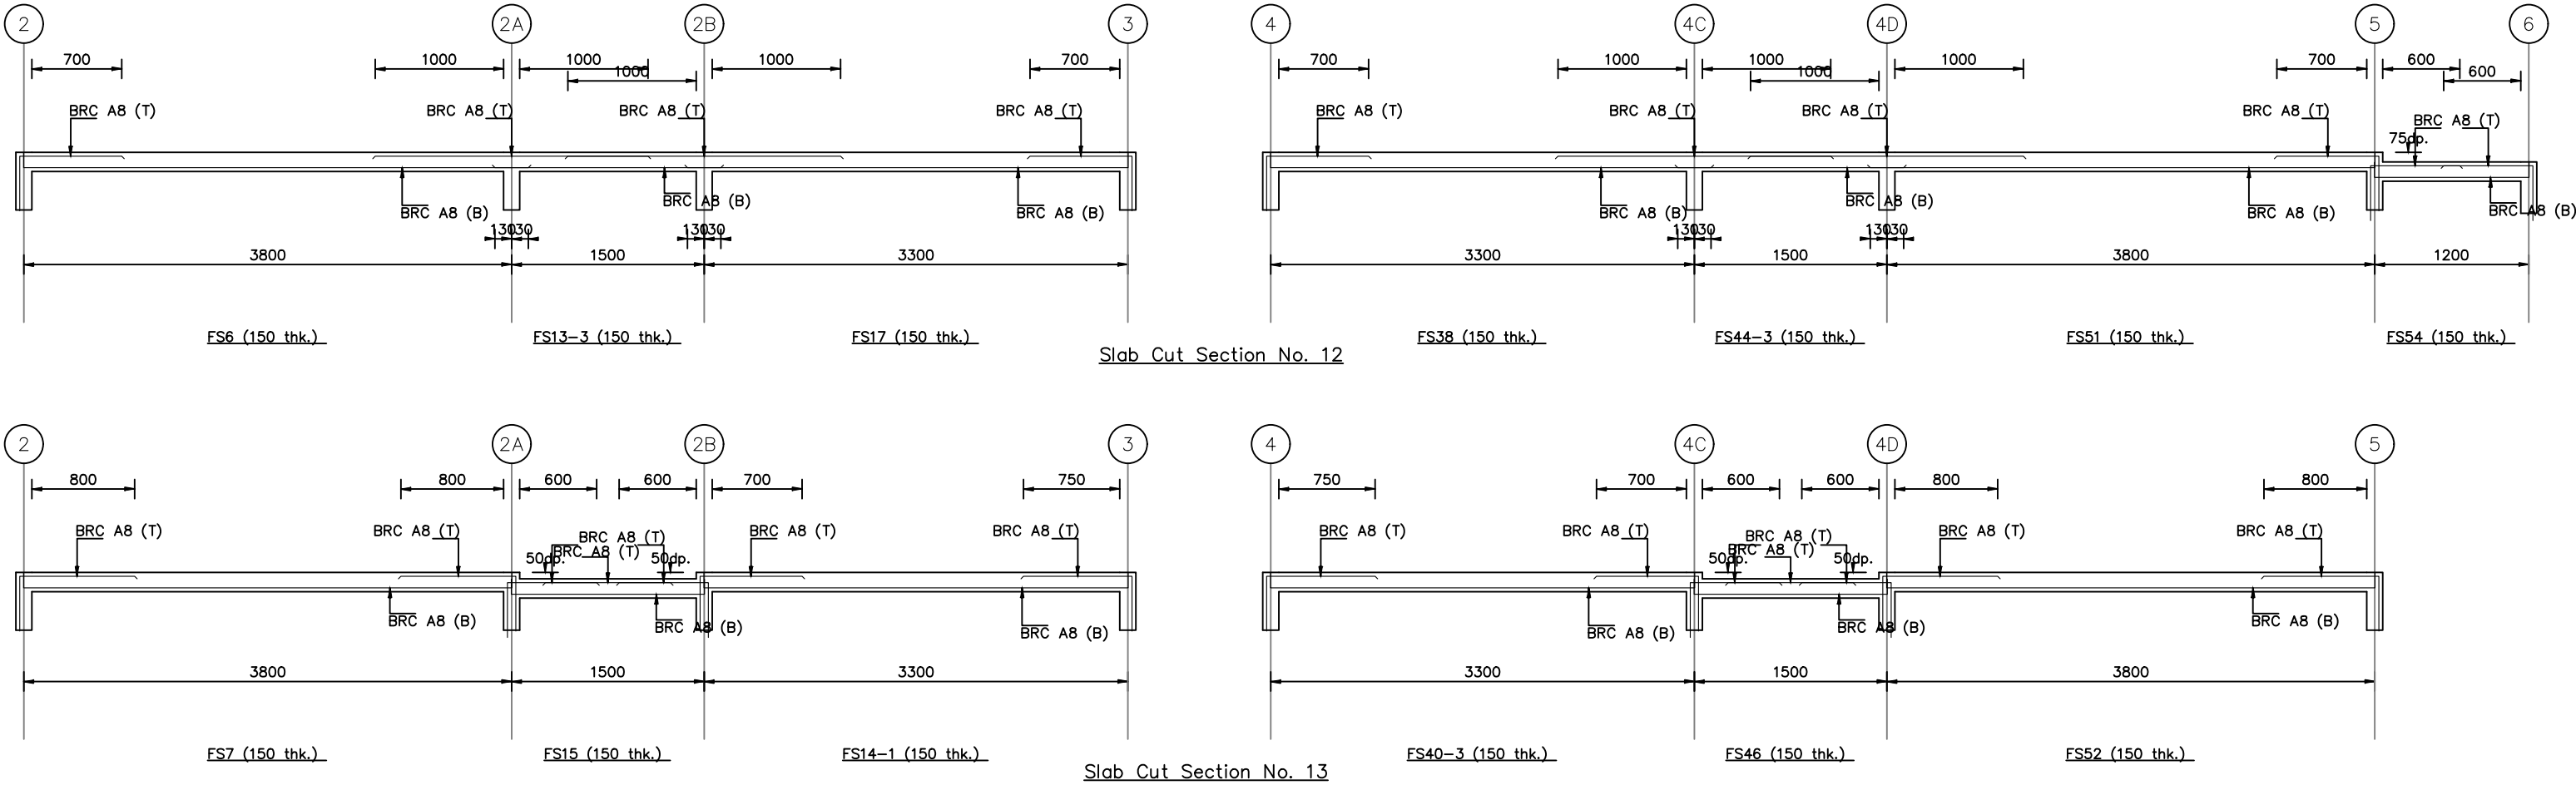 2 2A 2B 3 4 4C 4D 5 6
700 1000 1000 1000 700 700 1000 1000 1000 700 600
1000 1000 600
BRC A8 (T) BRC A8 (T) BRC A8 (T) BRC A8 (T) BRC A8 (T) BRC A8 (T) BRC A8 (T) BRC A8 (T)
BRC A8 (T)
75dp.
BRC A8 (B) BRC A8 (B)
BRC A8 (B) BRC A8 (B) BRC A8 (B) BRC A8 (B) BRC A8 (B)
130 130 130 130 130 130 130 130
3800 1500 3300 3300 1500 3800 1200
FS6 (150 thk.) FS13-3 (150 thk.) FS17 (150 thk.) FS38 (150 thk.) FS44-3 (150 thk.) FS51 (150 thk.) FS54 (150 thk.)
Slab Cut Section No. 12
2 2A 2B 3 4 4C 4D 5
800 800 600 600 700 750 750 700 600 600 800 800
BRC A8 (T) BRC A8 (T) BRC A8 (T) BRC A8 (T) BRC A8 (T) BRC A8 (T) BRC A8 (T) BRC A8 (T)
BRC A8 (T) BRC A8 (T)
50dp. BRC A8 (T) 50dp. 50dp. BRC A8 (T) 50dp.
BRC A8 (B) BRC A8 (B) BRC A8 (B) BRC A8 (B) BRC A8 (B) BRC A8 (B)
3800 1500 3300 3300 1500 3800
FS7 (150 thk.) FS15 (150 thk.) FS14-1 (150 thk.) FS40-3 (150 thk.) FS46 (150 thk.) FS52 (150 thk.)
Slab Cut Section No. 13